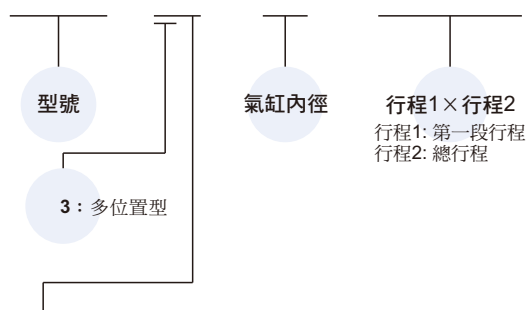 型號
氣缸內徑
行程1×行程2
行程1: 第一段行程
行程2: 總行程
3：多位置型